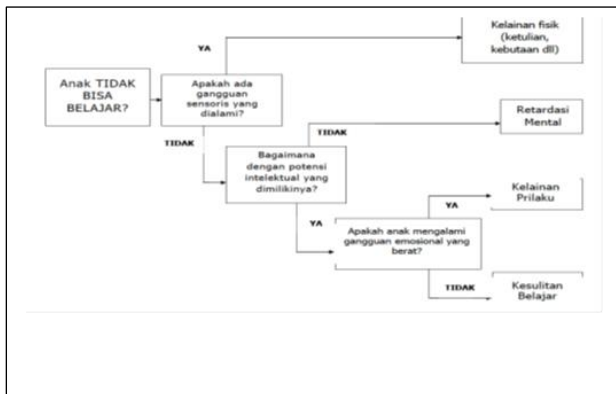 Kelainan fisik
(ketulian,
kebutaan dll)
YA
Anak TIDAK
BISA
BELAJAR?
Apakah ada
gangguan
sensoris yang
dialami?
TIDAK
Retardasi
Mental
TIDAK
Bagaimana
dengan potensi
intelektual yang
dimilikinya?
YA
Kelainan
Prilaku
YA
Apakah anak mengalami
gangguan emosional yang
berat?
TIDAK
Kesulitan
Belajar